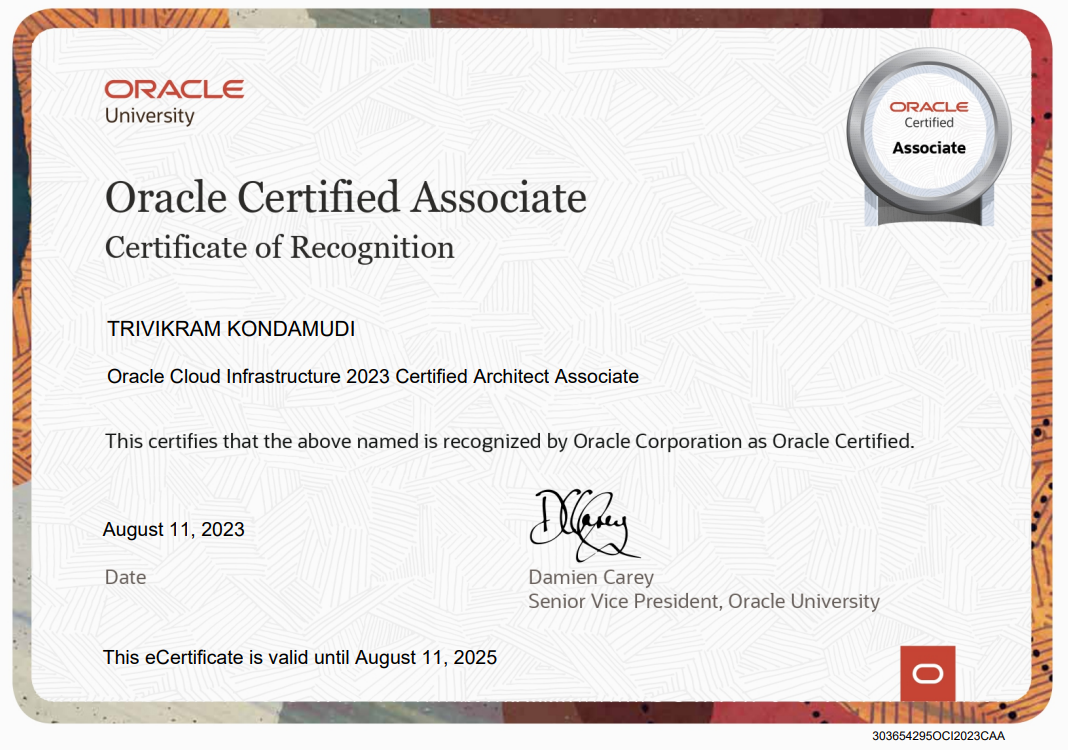 ORACLE
University
ORACLE
Certified
Associate
Oracle Certified Associate
Certificate of Recognition
TRIVIKRAM KONDAMUDI
Oracle Cloud Infrastructure 2023 Certified Architect Associate
This certifies that the above named is recognized by Oracle Corporation as Oracle Certified.
DCarey
August 11, 2023
Date
Damien Carey
Senior Vice President, Oracle University
This eCertificate is valid until August 11, 2025
303654295OCI2023CAA